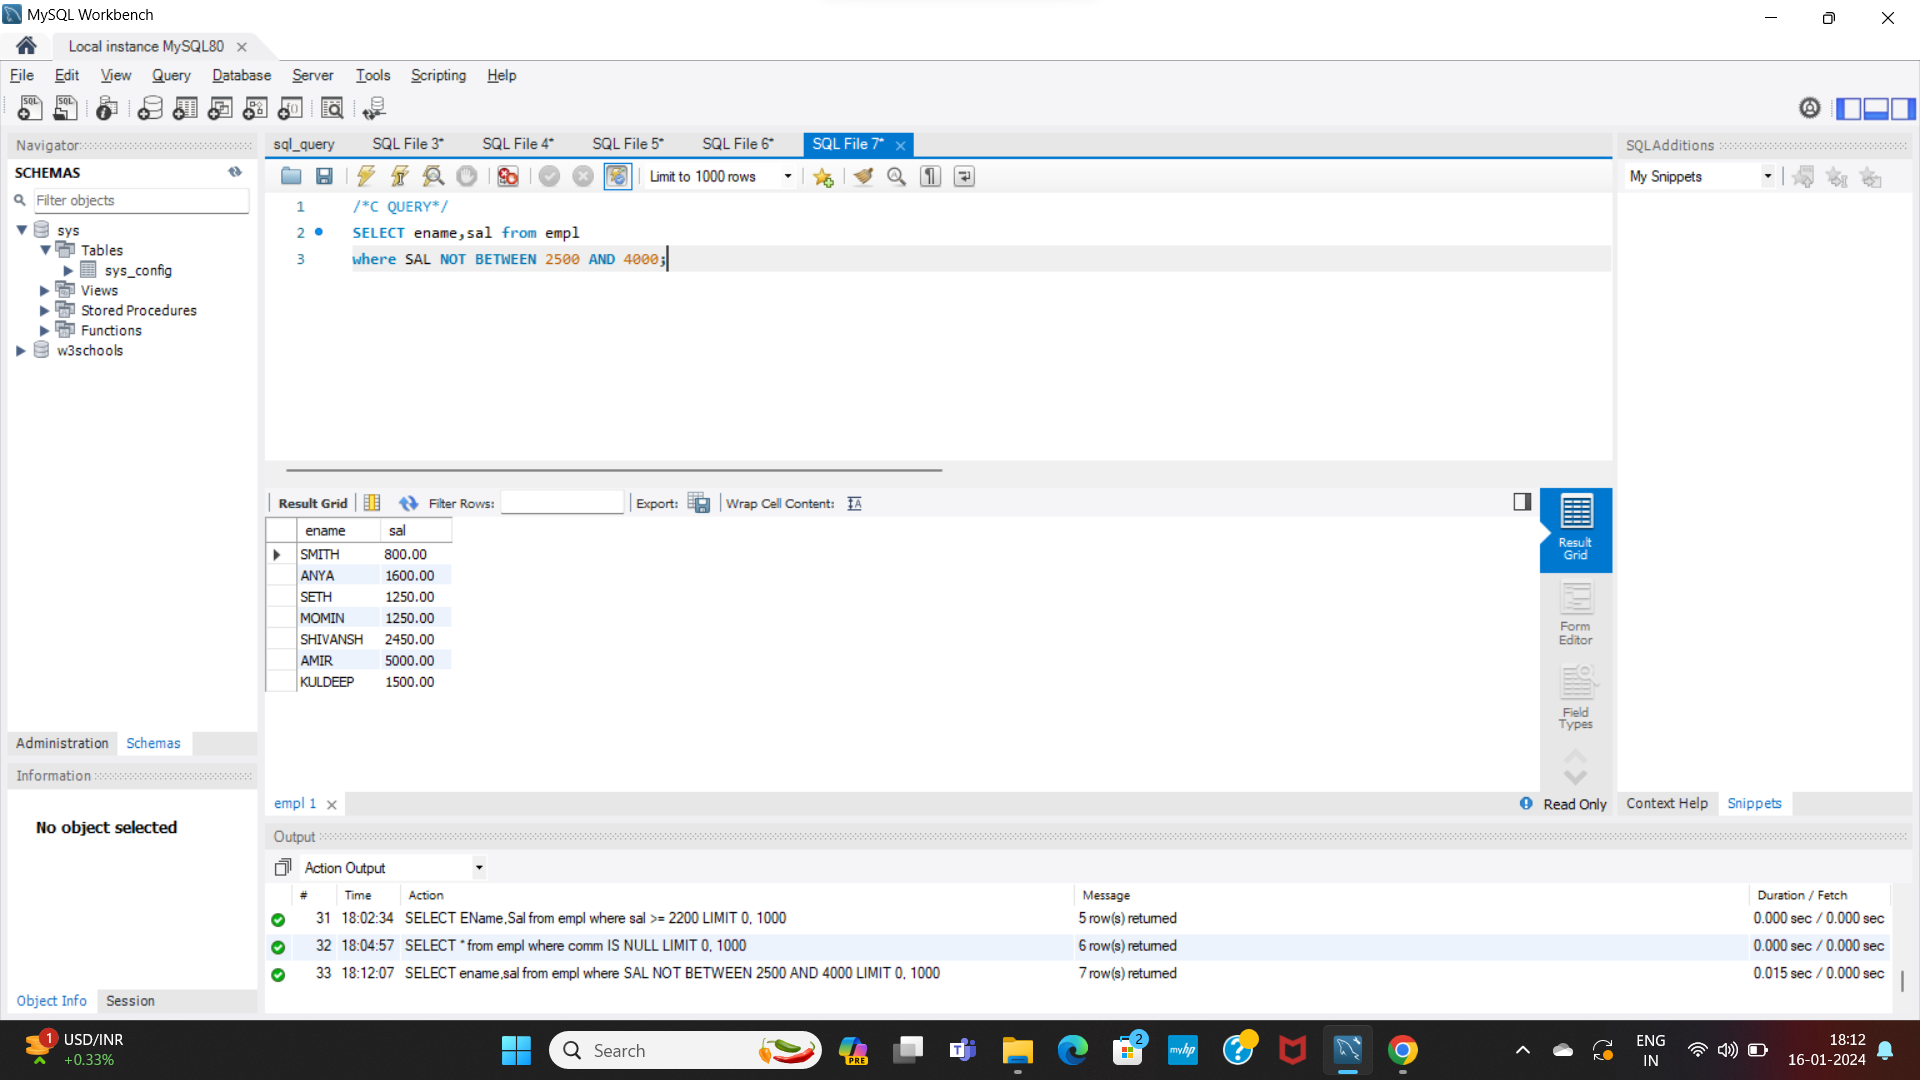 MySQL Workbench
Local instance MySQL80
File Edit View Query Database Server Tools Scripting Help
Navigator
SCHEMAS
Filter objects
sys
Tables
sys_config
Views
Stored Procedures
Functions
w3schools
Administration Schemas
Information
No object selected
Object Info Session
sql_query SQL File 3* SQL File 4* SQL File 5* SQL File 6* SQL File 7*
Limit to 1000 rows
1 /*C QUERY*/
2 SELECT ename,sal from empl
3 where SAL NOT BETWEEN 2500 AND 4000;
Result Grid Filter Rows: Export: Wrap Cell Content:
ename sal
SMITH 800.00
ANYA 1600.00
SETH 1250.00
MOMIN 1250.00
SHIVANSH 2450.00
AMIR 5000.00
KULDEEP 1500.00
Result
Grid
Form
Editor
Field
Types
empl 1
Read Only
SQLAdditions
My Snippets
Context Help Snippets
Output
Action Output
# Time Action Message Duration / Fetch
31 18:02:34 SELECT EName,Sal from empl where sal >= 2200 LIMIT 0, 1000 5 row(s) returned 0.000 sec / 0.000 sec
32 18:04:57 SELECT * from empl where comm IS NULL LIMIT 0, 1000 6 row(s) returned 0.000 sec / 0.000 sec
33 18:12:07 SELECT ename,sal from empl where SAL NOT BETWEEN 2500 AND 4000 LIMIT 0, 1000 7 row(s) returned 0.015 sec / 0.000 sec
1
USD/INR
+0.33%
Search
PRE
2
myhp
ENG
IN
18:12
16-01-2024